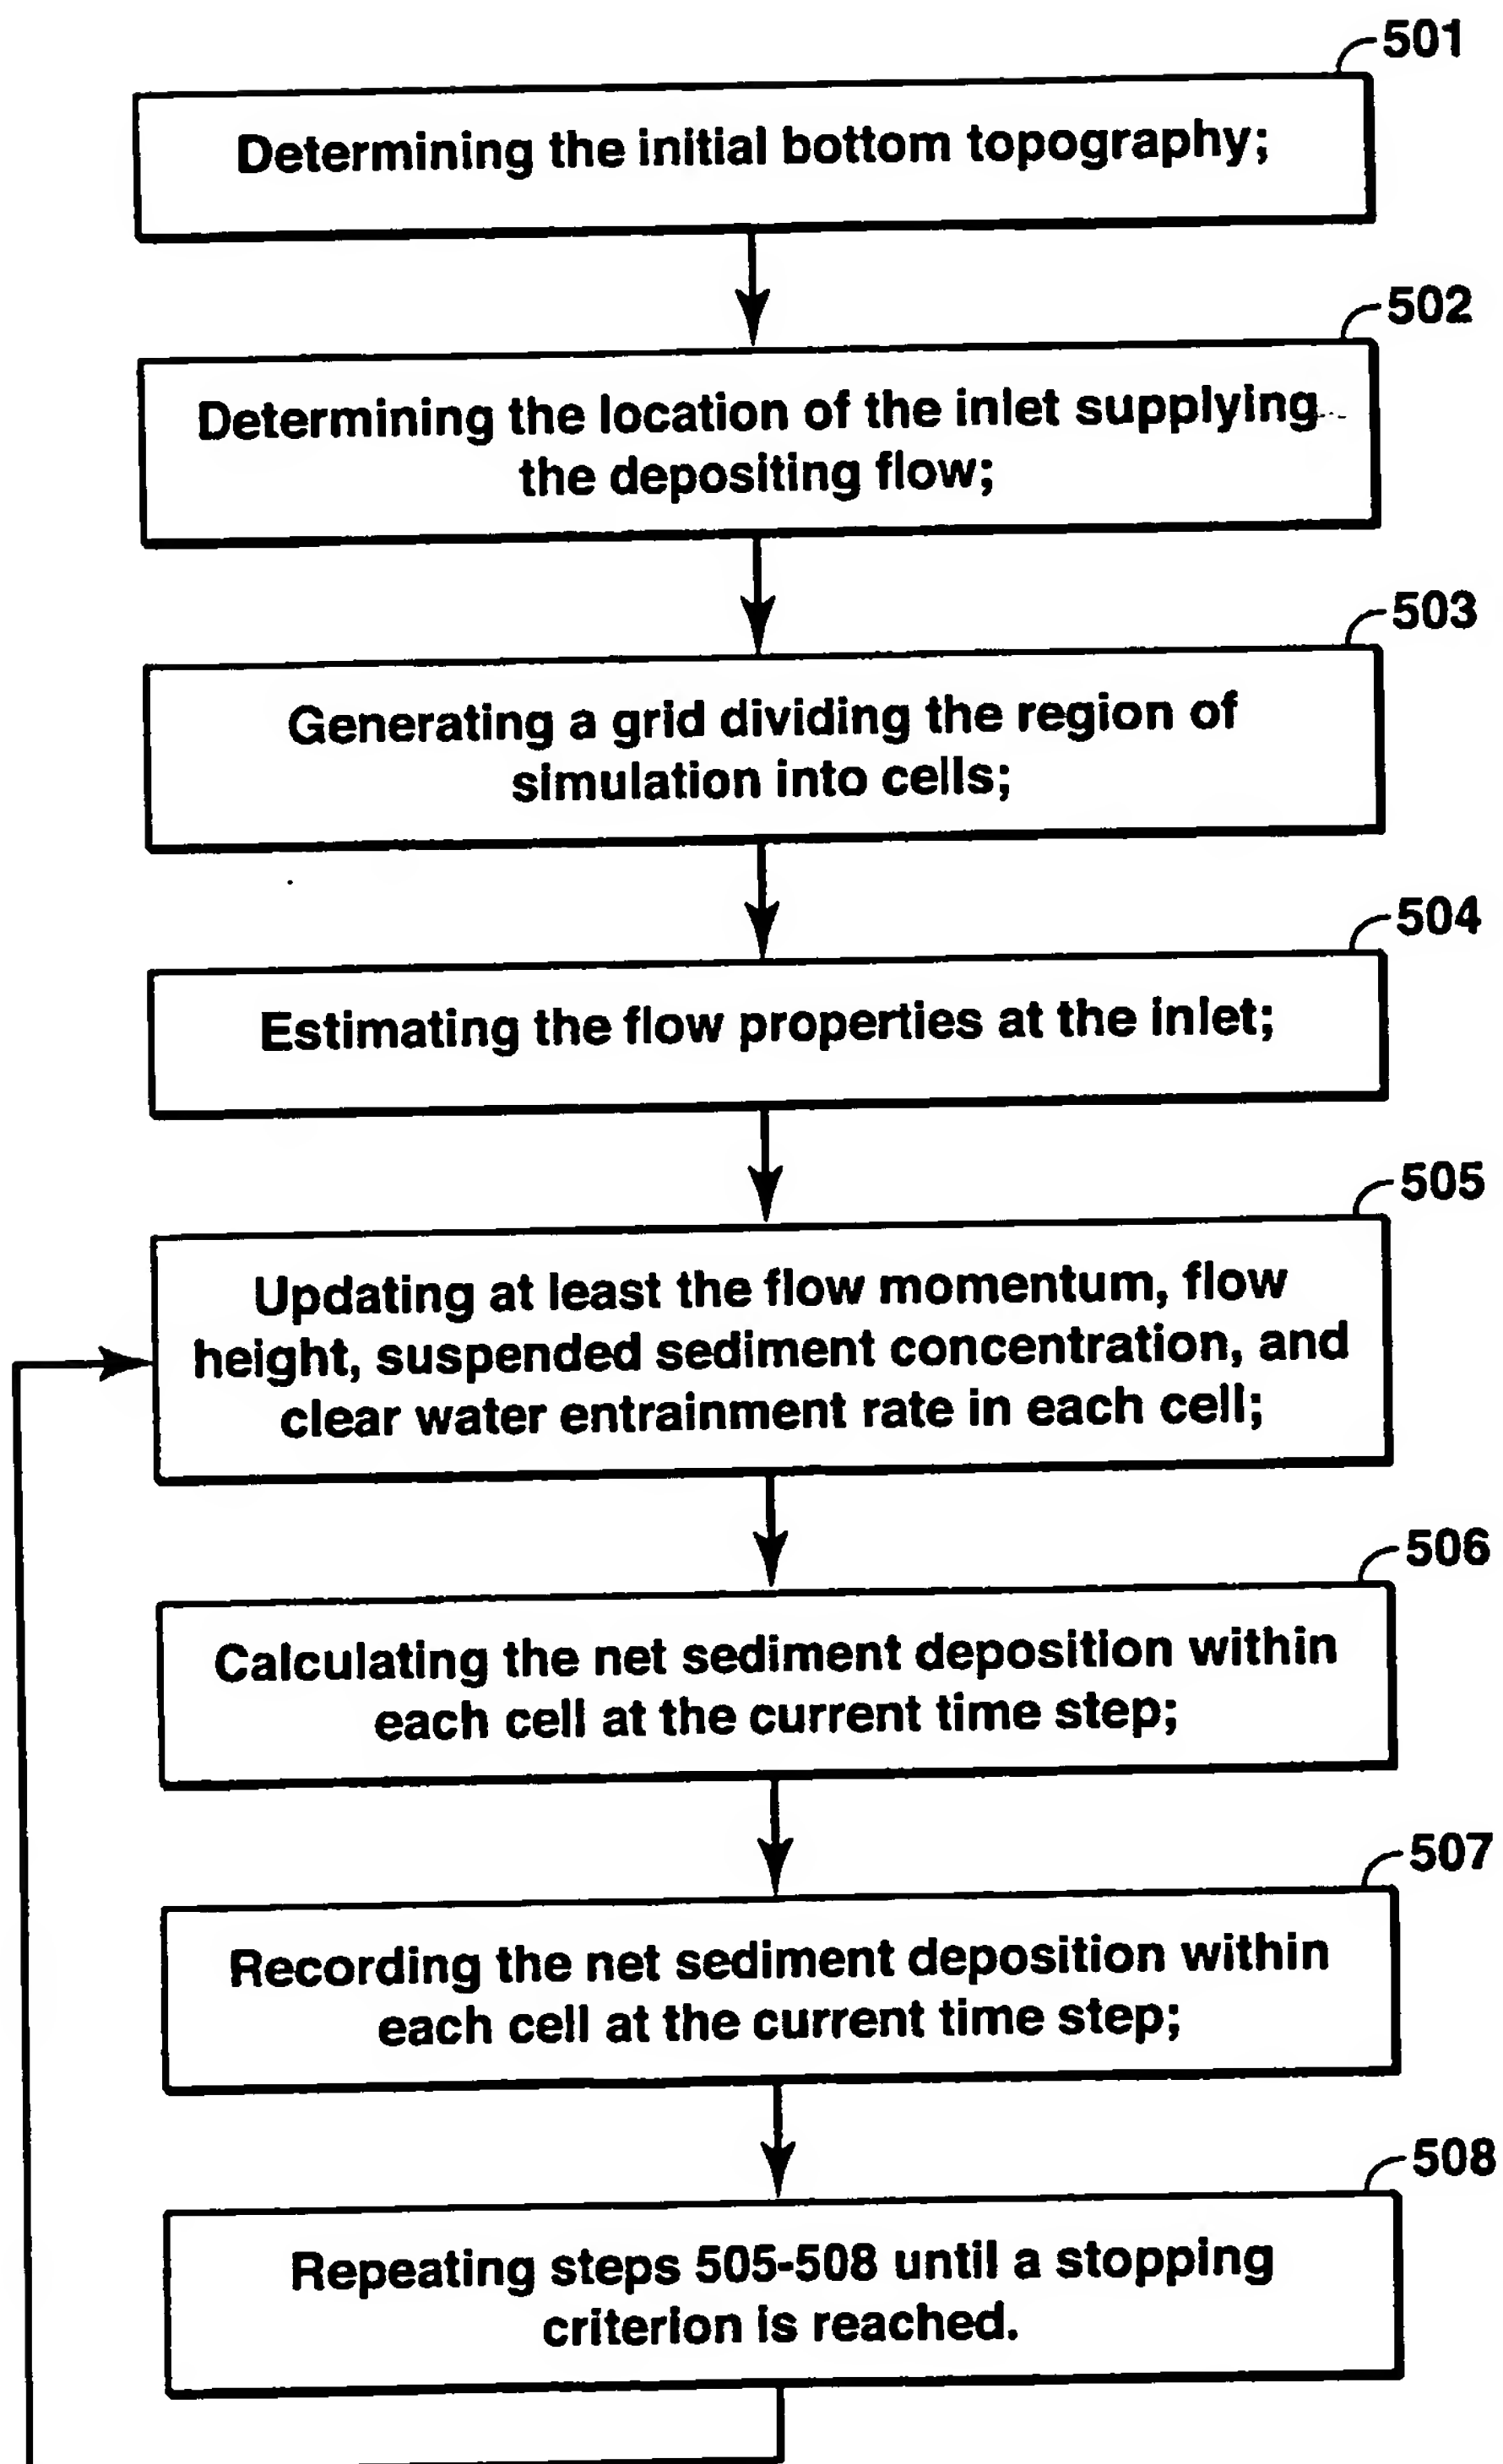 501
Determining the initial bottom topography;
502
Determining the location of the inlet supplying
the depositing flow;
503
Generating a grid dividing the region of
simulation into cells;
504
Estimating the flow properties at the inlet;
505
Updating at least the flow momentum, flow
height, suspended sediment concentration, and
clear water entrainment rate in each cell;
506
Calculating the net sediment deposition within
each cell at the current time step;
507
Recording the net sediment deposition within
each cell at the current time step;
508
Repeating steps 505-508 until a stopping
criterion is reached.